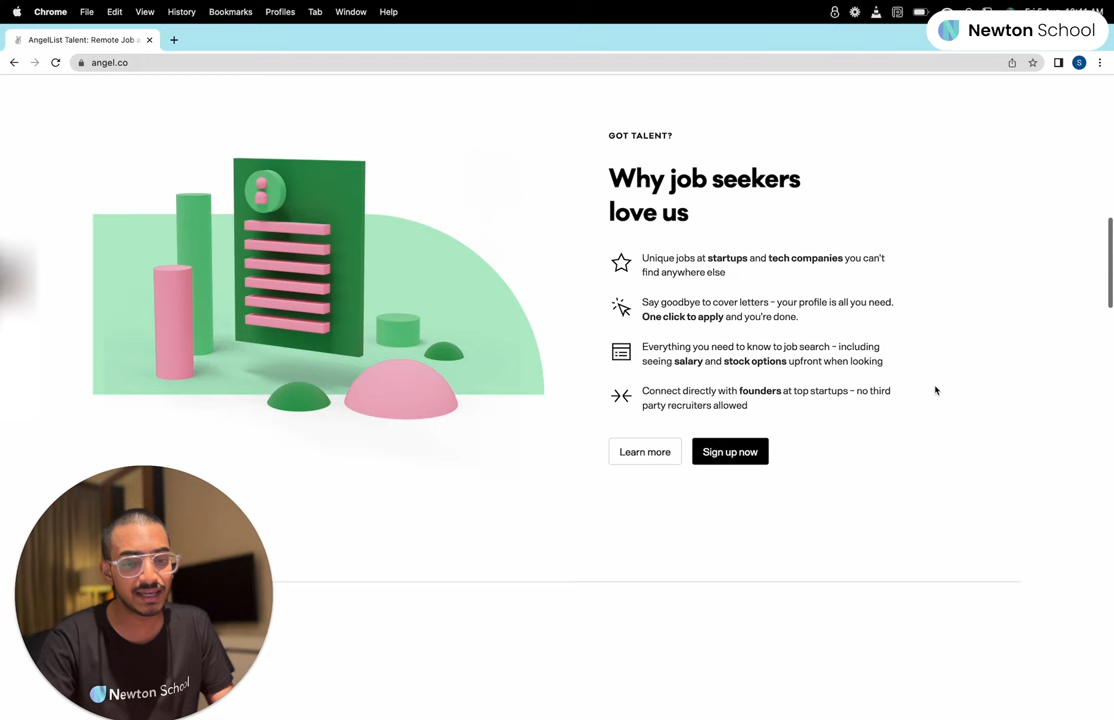 Chrome File Edit View History Bookmarks Profiles Tab Window Help
Newton School
AngelList Talent: Remote Job
angel.co
S
GOT TALENT?
Why job seekers
love us
Unique jobs at startups and tech companies you can't
find anywhere else
Say goodbye to cover letters – your profile is all you need.
One click to apply and you're done.
Everything you need to know to job search – including
seeing salary and stock options upfront when looking
Connect directly with founders at top startups – no third
party recruiters allowed
Learn more
Sign up now
Newton School